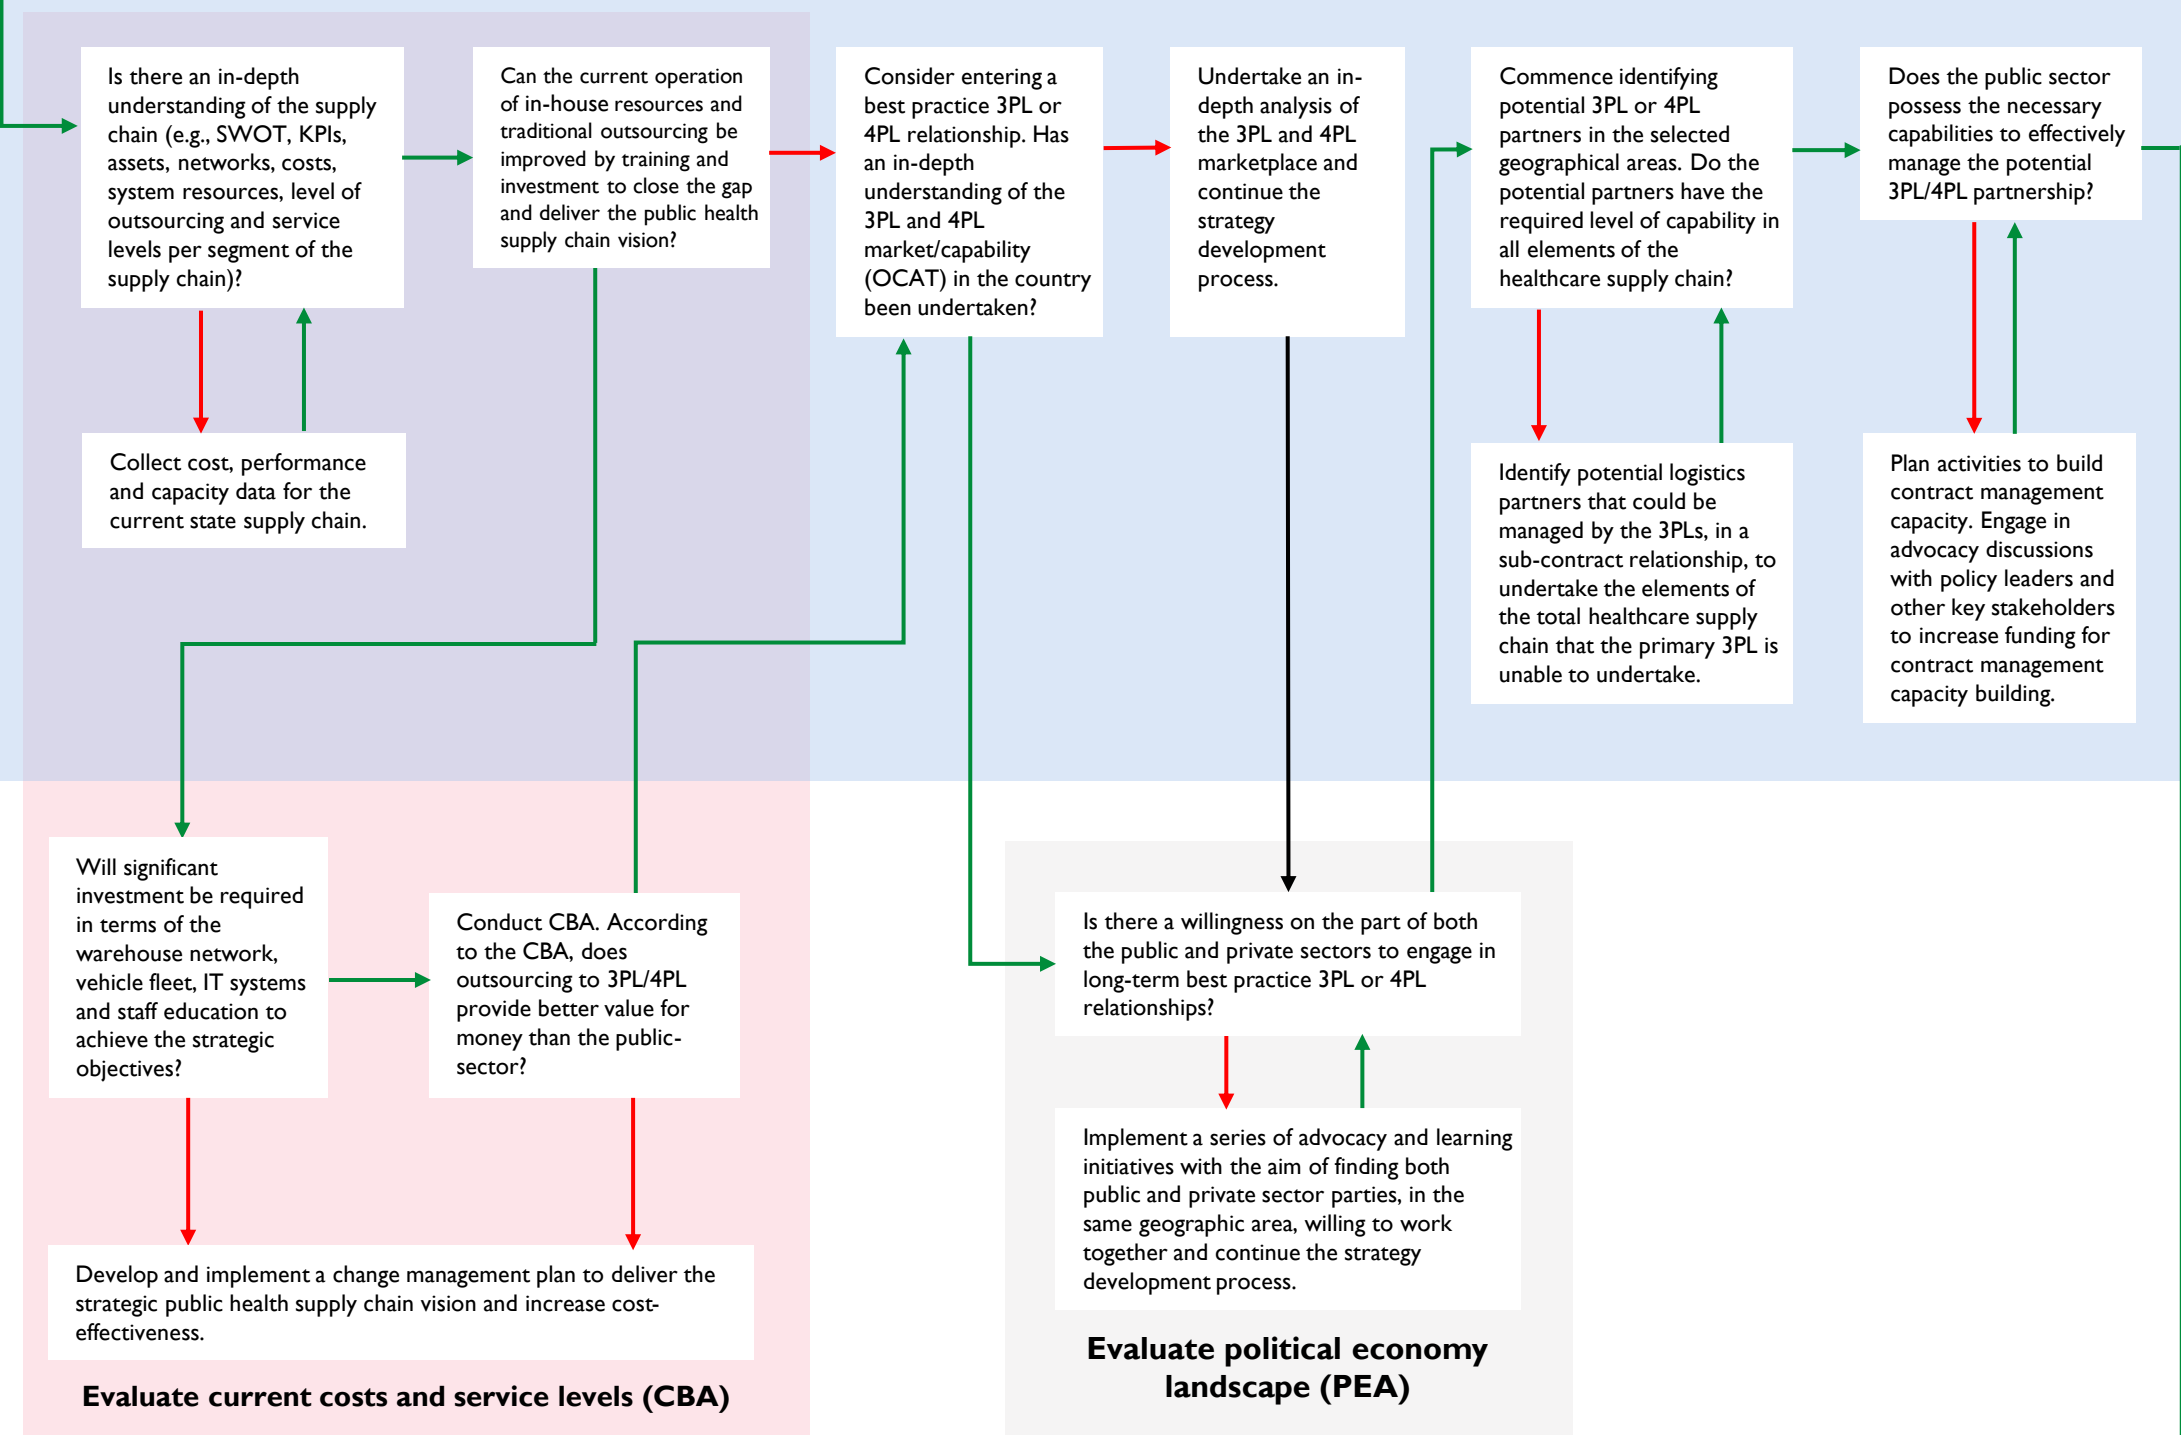 Is there an in-depth
understanding of the supply
chain (e.g., SWOT, KPIs,
assets, networks, costs,
system resources, level of
outsourcing and service
levels per segment of the
supply chain)?
Can the current operation
of in-house resources and
traditional outsourcing be
improved by training and
investment to close the gap
and deliver the public health
supply chain vision?
Consider entering a
best practice 3PL or
4PL relationship. Has
an in-depth
understanding of the
3PL and 4PL
market/capability
(OCAT) in the country
been undertaken?
Undertake an in-
depth analysis of
the 3PL and 4PL
marketplace and
continue the
strategy
development
process.
Commence identifying
potential 3PL or 4PL
partners in the selected
geographical areas. Do the
potential partners have the
required level of capability in
all elements of the
healthcare supply chain?
Does the public sector
possess the necessary
capabilities to effectively
manage the potential
3PL/4PL partnership?
Collect cost, performance
and capacity data for the
current state supply chain.
Identify potential logistics
partners that could be
managed by the 3PLs, in a
sub-contract relationship, to
undertake the elements of
the total healthcare supply
chain that the primary 3PL is
unable to undertake.
Plan activities to build
contract management
capacity. Engage in
advocacy discussions
with policy leaders and
other key stakeholders
to increase funding for
contract management
capacity building.
Will significant
investment be required
in terms of the
warehouse network,
vehicle fleet, IT systems
and staff education to
achieve the strategic
objectives?
Conduct CBA. According
to the CBA, does
outsourcing to 3PL/4PL
provide better value for
money than the public-
sector?
Is there a willingness on the part of both
the public and private sectors to engage in
long-term best practice 3PL or 4PL
relationships?
Implement a series of advocacy and learning
initiatives with the aim of finding both
public and private sector parties, in the
same geographic area, willing to work
together and continue the strategy
development process.
Develop and implement a change management plan to deliver the
strategic public health supply chain vision and increase cost-
effectiveness.
Evaluate current costs and service levels (CBA)
Evaluate political economy
landscape (PEA)